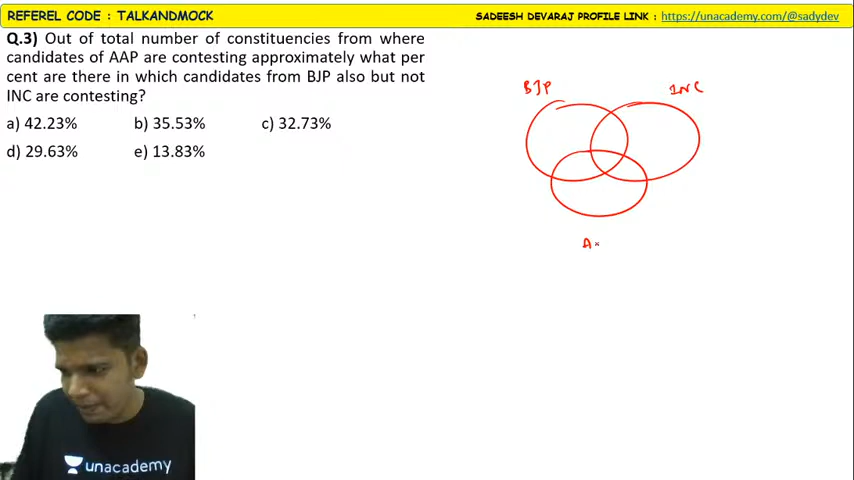 REFEREL CODE : TALKANDMOCK
SADEESH DEVARAJ PROFILE LINK : https://unacademy.com/@sadydev
Q.3) Out of total number of constituencies from where
candidates of AAP are contesting approximately what per
cent are there in which candidates from BJP also but not
INC are contesting?
a) 42.23% b) 35.53% c) 32.73%
d) 29.63% e) 13.83%
BJP INC
A
unacademy